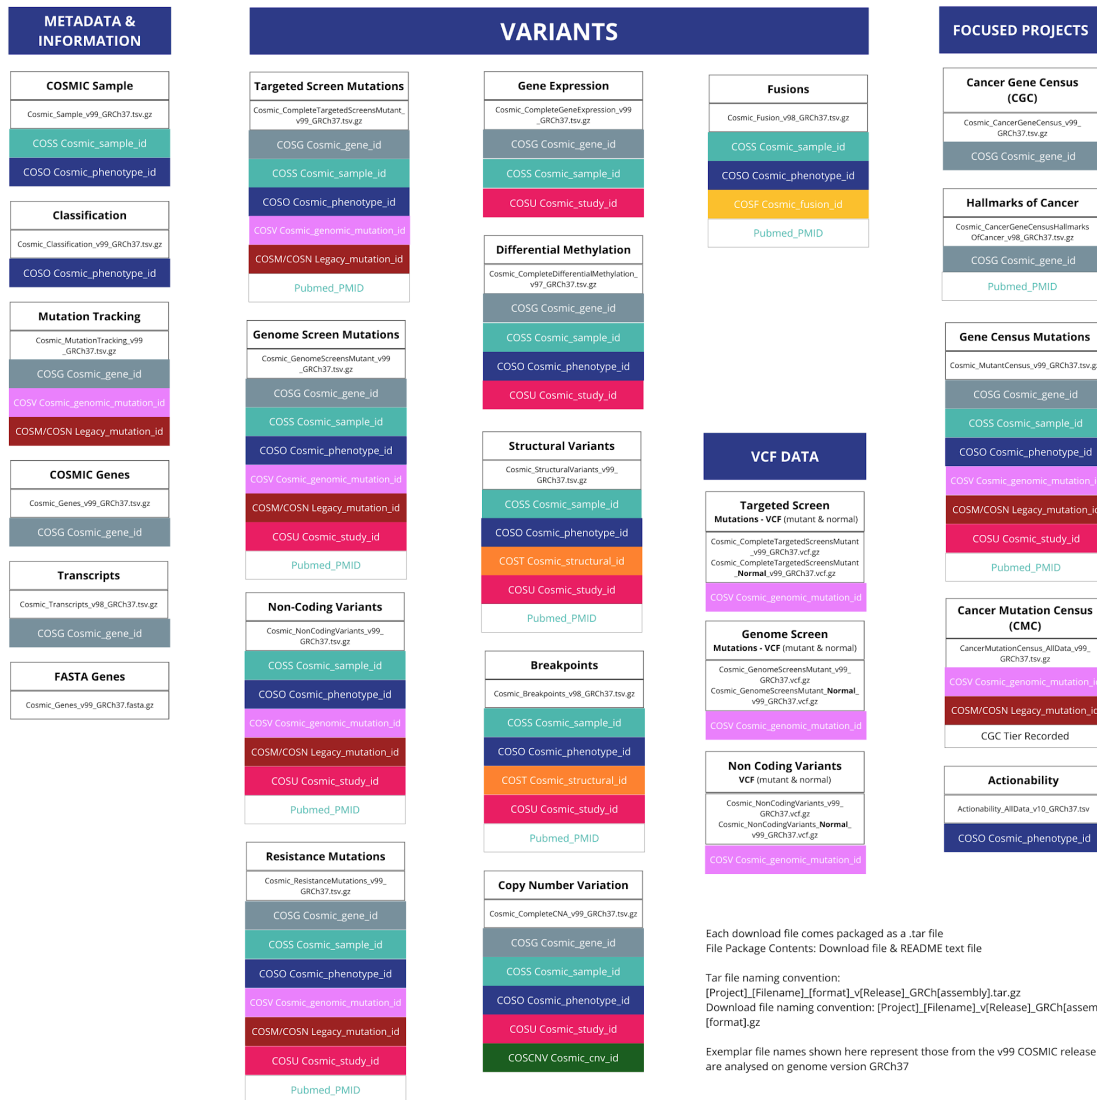 METADATA &
INFORMATION
COSMIC Sample
Cosmic_Sample_v99_GRCh37.tsv.gz
COSS Cosmic_sample_id
COSO Cosmic_phenotype_id
Classification
Cosmic_Classification_v99_GRCh37.tsv.gz
COSO Cosmic_phenotype_id
Mutation Tracking
Cosmic_MutationTracking_v99
_GRCh37.tsv.gz
COSG Cosmic_gene_id
COSV Cosmic_genomic_mutation_id
COSM/COSN Legacy_mutation_id
COSMIC Genes
Cosmic_Genes_v99_GRCh37.tsv.gz
COSG Cosmic_gene_id
Transcripts
Cosmic_Transcripts_v98_GRCh37.tsv.gz
COSG Cosmic_gene_id
FASTA Genes
Cosmic_Genes_v99_GRCh37.fasta.gz
VARIANTS
Targeted Screen Mutations
Cosmic_CompleteTargetedScreensMutant_
v99_GRCh37.tsv.gz
COSG Cosmic_gene_id
COSS Cosmic_sample_id
COSO Cosmic_phenotype_id
COSV Cosmic_genomic_mutation_id
COSM/COSN Legacy_mutation_id
Pubmed_PMID
Genome Screen Mutations
Cosmic_GenomeScreensMutant_v99
_GRCh37.tsv.gz
COSG Cosmic_gene_id
COSS Cosmic_sample_id
COSO Cosmic_phenotype_id
COSV Cosmic_genomic_mutation_id
COSM/COSN Legacy_mutation_id
COSU Cosmic_study_id
Pubmed_PMID
Non-Coding Variants
Cosmic_NonCodingVariants_v99_
GRCh37.tsv.gz
COSS Cosmic_sample_id
COSO Cosmic_phenotype_id
COSV Cosmic_genomic_mutation_id
COSM/COSN Legacy_mutation_id
COSU Cosmic_study_id
Pubmed_PMID
Resistance Mutations
Cosmic_ResistanceMutations_v99_
GRCh37.tsv.gz
COSG Cosmic_gene_id
COSS Cosmic_sample_id
COSO Cosmic_phenotype_id
COSV Cosmic_genomic_mutation_id
COSM/COSN Legacy_mutation_id
COSU Cosmic_study_id
Pubmed_PMID
Gene Expression
Cosmic_CompleteGeneExpression_v99
_GRCh37.tsv.gz
COSG Cosmic_gene_id
COSS Cosmic_sample_id
COSU Cosmic_study_id
Differential Methylation
Cosmic_CompleteDifferentialMethylation_
v97_GRCh37.tsv.gz
COSG Cosmic_gene_id
COSS Cosmic_sample_id
COSO Cosmic_phenotype_id
COSU Cosmic_study_id
Structural Variants
Cosmic_StructuralVariants_v99_
GRCh37.tsv.gz
COSS Cosmic_sample_id
COSO Cosmic_phenotype_id
COST Cosmic_structural_id
COSU Cosmic_study_id
Pubmed_PMID
Breakpoints
Cosmic_Breakpoints_v98_GRCh37.tsv.gz
COSS Cosmic_sample_id
COSO Cosmic_phenotype_id
COST Cosmic_structural_id
COSU Cosmic_study_id
Pubmed_PMID
Copy Number Variation
Cosmic_CompleteCNA_v99_GRCh37.tsv.gz
COSG Cosmic_gene_id
COSS Cosmic_sample_id
COSO Cosmic_phenotype_id
COSU Cosmic_study_id
COSCNV Cosmic_cnv_id
Fusions
Cosmic_Fusion_v98_GRCh37.tsv.gz
COSS Cosmic_sample_id
COSO Cosmic_phenotype_id
COSF Cosmic_fusion_id
Pubmed_PMID
VCF DATA
Targeted Screen
Mutations - VCF (mutant & normal)
Cosmic_CompleteTargetedScreensMutant
_v99_GRCh37.vcf.gz
Cosmic_CompleteTargetedScreensMutant
_Normal_v99_GRCh37.vcf.gz
COSV Cosmic_genomic_mutation_id
Genome Screen
Mutations - VCF (mutant & normal)
Cosmic_GenomeScreensMutant_v99_
GRCh37.vcf.gz
Cosmic_GenomeScreensMutant_Normal_
v99_GRCh37.vcf.gz
COSV Cosmic_genomic_mutation_id
Non Coding Variants
VCF (mutant & normal)
Cosmic_NonCodingVariants_v99_
GRCh37.vcf.gz
Cosmic_NonCodingVariants_Normal_
v99_GRCh37.vcf.gz
COSV Cosmic_genomic_mutation_id
FOCUSED PROJECTS
Cancer Gene Census
(CGC)
Cosmic_CancerGeneCensus_v99_
GRCh37.tsv.gz
COSG Cosmic_gene_id
Hallmarks of Cancer
Cosmic_CancerGeneCensusHallmarks
OfCancer_v98_GRCh37.tsv.gz
COSG Cosmic_gene_id
Pubmed_PMID
Gene Census Mutations
Cosmic_MutantCensus_v99_GRCh37.tsv.gz
COSG Cosmic_gene_id
COSS Cosmic_sample_id
COSO Cosmic_phenotype_id
COSV Cosmic_genomic_mutation_id
COSM/COSN Legacy_mutation_id
COSU Cosmic_study_id
Pubmed_PMID
Cancer Mutation Census
(CMC)
CancerMutationCensus_AllData_v99_
GRCh37.tsv.gz
COSV Cosmic_genomic_mutation_id
COSM/COSN Legacy_mutation_id
CGC Tier Recorded
Actionability
Actionability_AllData_v10_GRCh37.tsv
COSO Cosmic_phenotype_id
Each download file comes packaged as a .tar file
File Package Contents: Download file & README text file
Tar file naming convention:
[Project]_[Filename]_[format]_v[Release]_GRCh[assembly].tar.gz
Download file naming convention: [Project]_[Filename]_v[Release]_GRCh[assem
[format].gz
Exemplar file names shown here represent those from the v99 COSMIC release
are analysed on genome version GRCh37